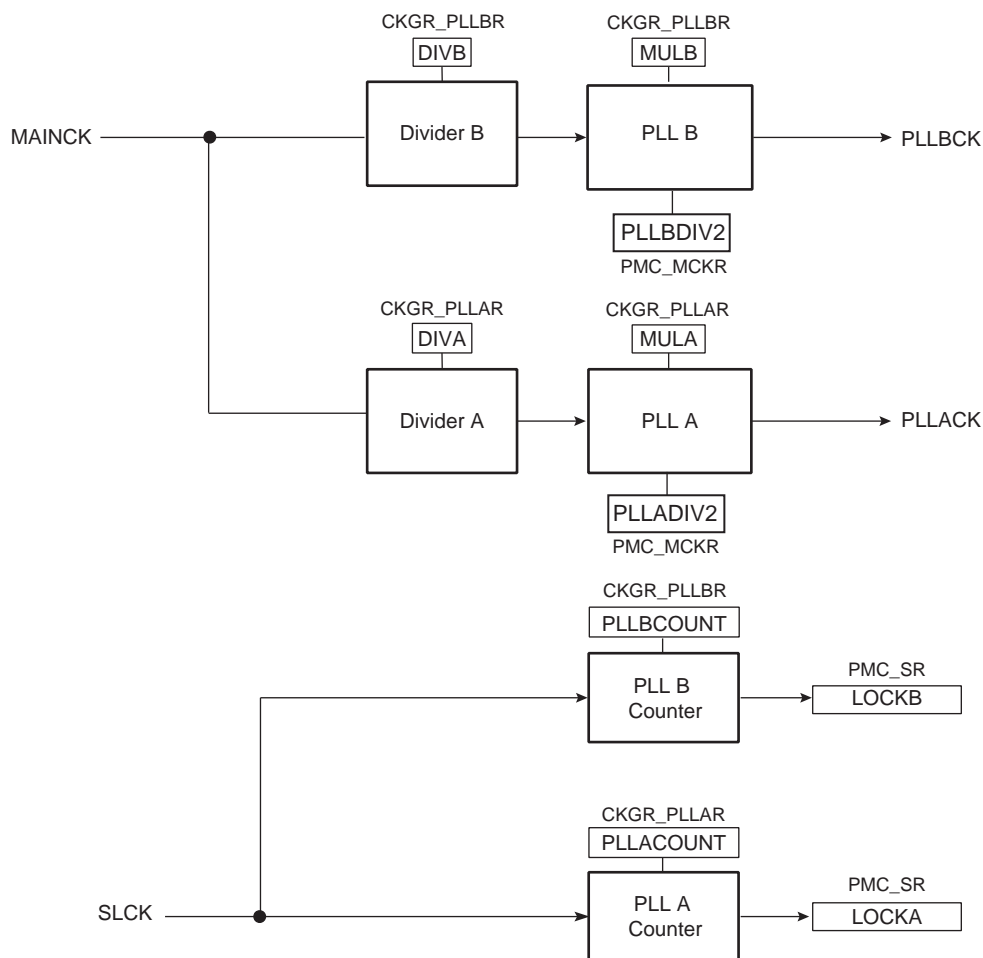 CKGR_PLLBR
DIVB
CKGR_PLLBR
MULB
MAINCK
Divider B
PLL B
PLLBCK
PLLBDIV2
PMC_MCKR
CKGR_PLLAR
DIVA
CKGR_PLLAR
MULA
Divider A
PLL A
PLLACK
PLLADIV2
PMC_MCKR
CKGR_PLLBR
PLLBCOUNT
PLL B
Counter
PMC_SR
LOCKB
CKGR_PLLAR
PLLACOUNT
SLCK
PLL A
Counter
PMC_SR
LOCKA